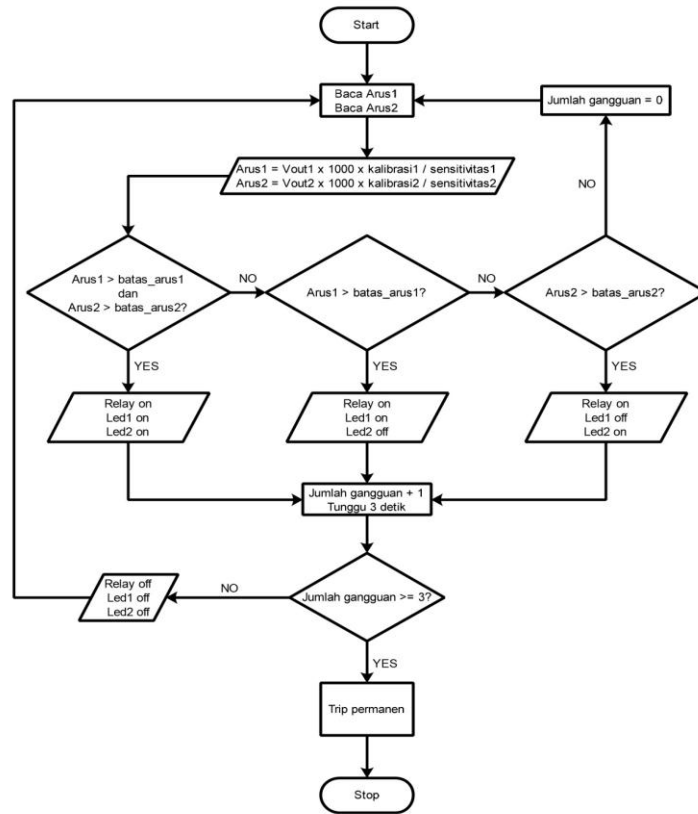 Start
Baca Arus1
Baca Arus2
Jumlah gangguan = 0
Arus1 = Vout1 x 1000 x kalibrasi1 / sensitivitas1
Arus2 = Vout2 x 1000 x kalibrasi2 / sensitivitas2
NO
Arus1 > batas_arus1
dan
Arus2 > batas_arus2?
NO
Arus1 > batas_arus1?
NO
Arus2 > batas_arus2?
YES
YES
YES
Relay on
Led1 on
Led2 on
Relay on
Led1 on
Led2 off
Relay on
Led1 off
Led2 on
Jumlah gangguan + 1
Tunggu 3 detik
Relay off
Led1 off
Led2 off
NO
Jumlah gangguan >= 3?
YES
Trip permanen
Stop